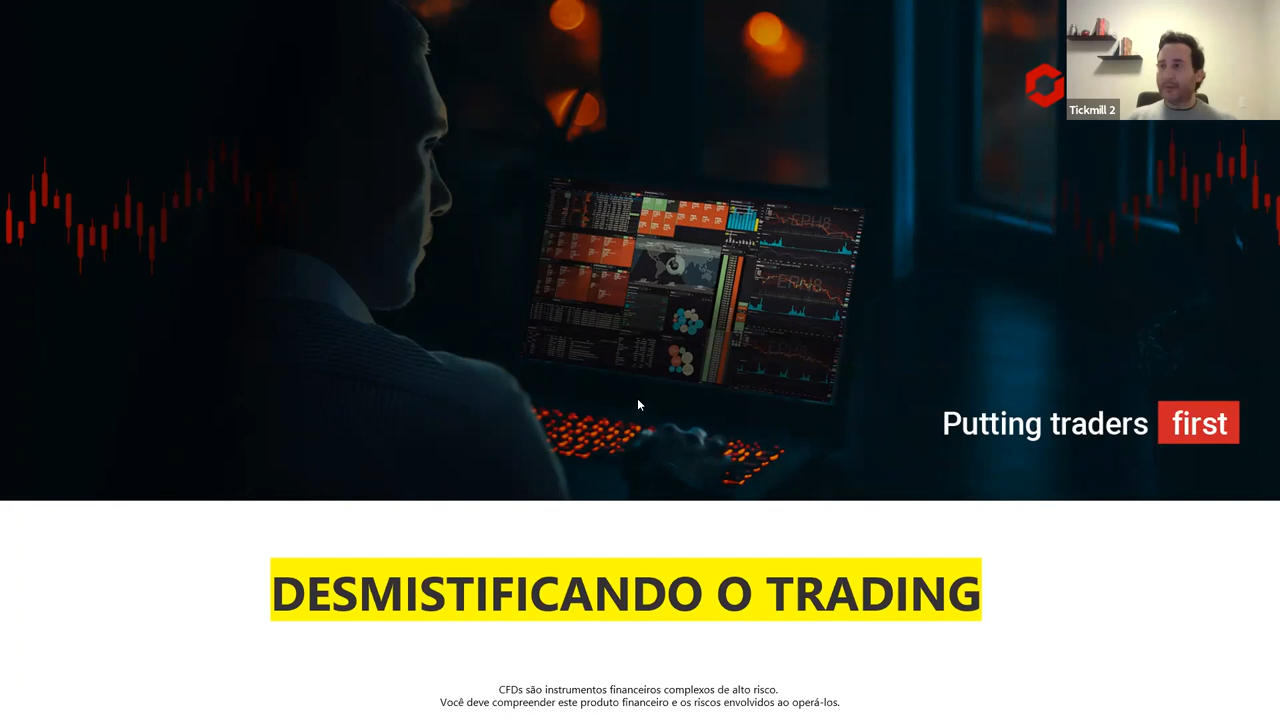 Tickmill 2
EPH8
Putting traders first
DESMISTIFICANDO O TRADING
CFDs são instrumentos financeiros complexos de alto risco.
Você deve compreender este produto financeiro e os riscos envolvidos ao operá-los.